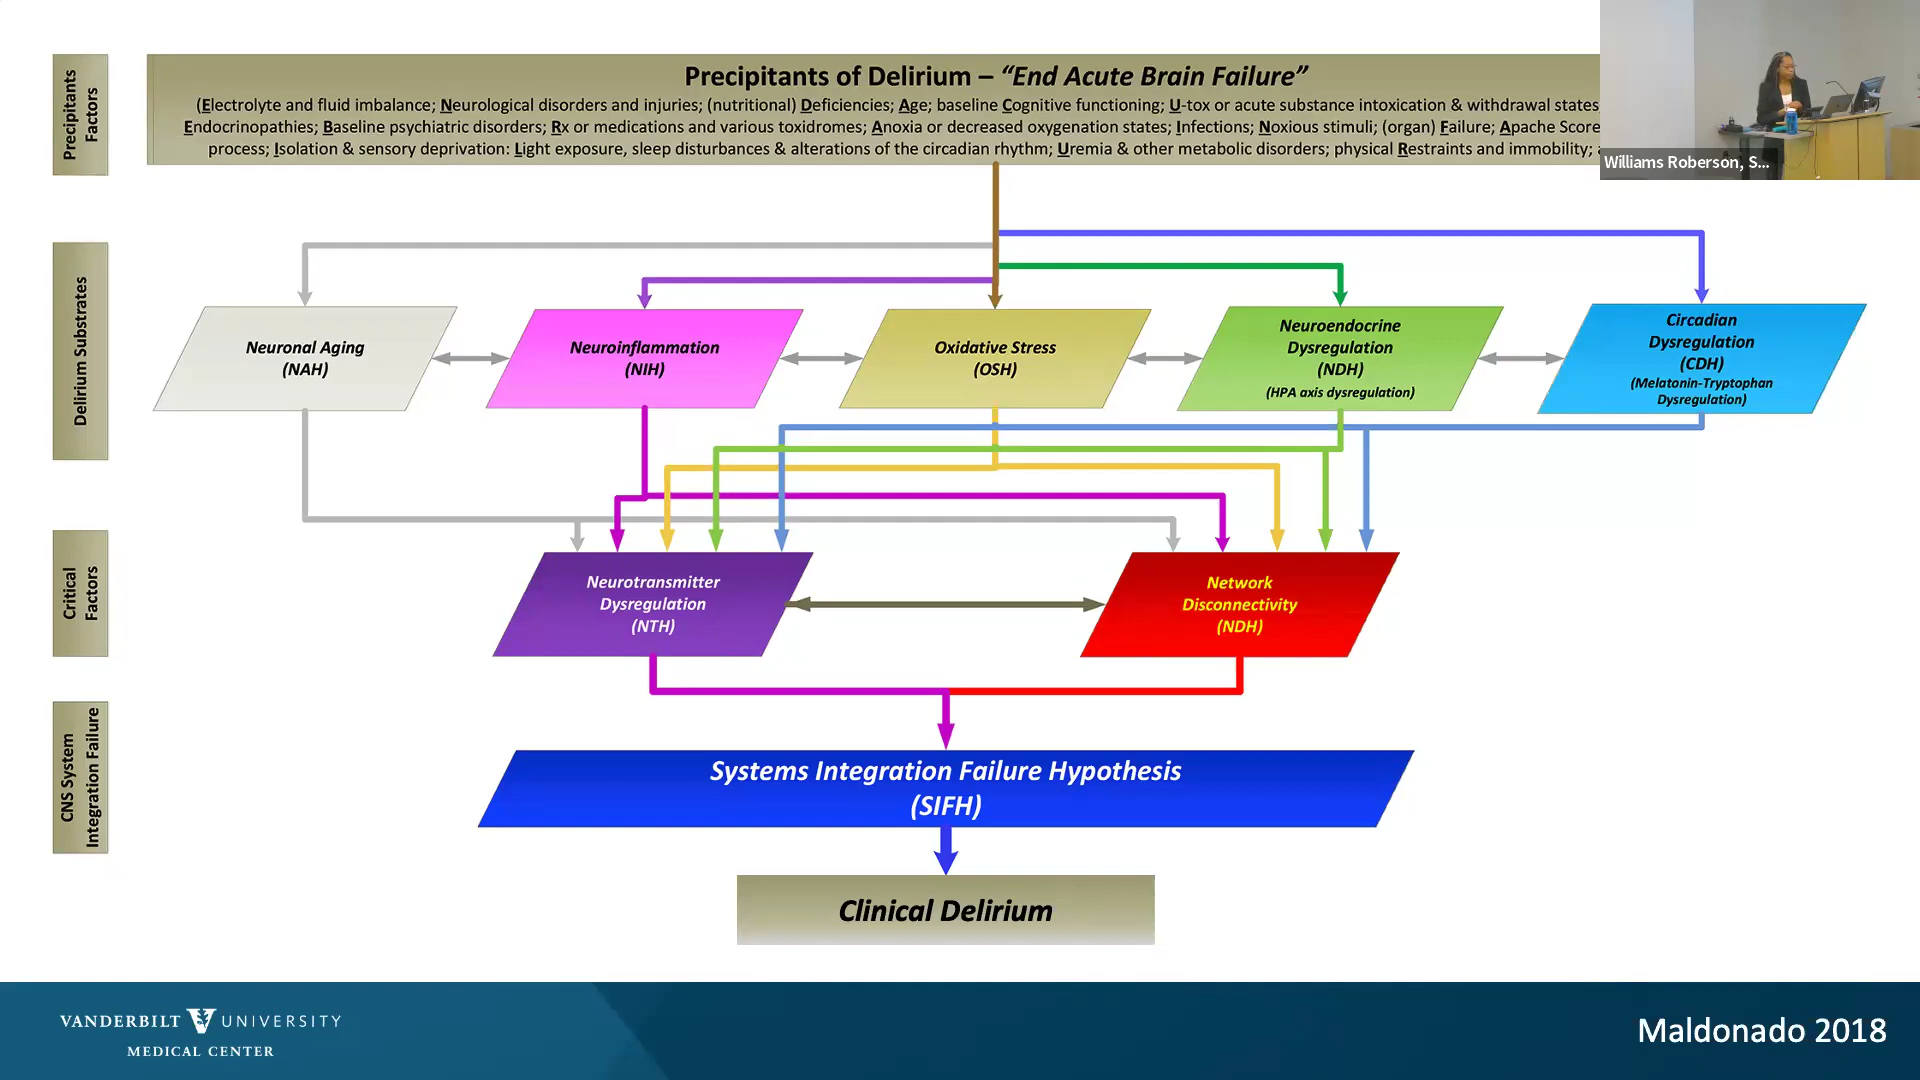 Precipitants Factors
Precipitants of Delirium – “End Acute Brain Failure”
(Electrolyte and fluid imbalance; Neurological disorders and injuries; (nutritional) Deficiencies; Age; baseline Cognitive functioning; U-tox or acute substance intoxication & withdrawal states
Endocrinopathies; Baseline psychiatric disorders; Rx or medications and various toxidromes; Anoxia or decreased oxygenation states; Infections; Noxious stimuli; (organ) Failure; Apache Score
process; Isolation & sensory deprivation: Light exposure, sleep disturbances & alterations of the circadian rhythm; Uremia & other metabolic disorders; physical Restraints and immobility;
Williams Roberson, S...
Delirium Substrates
Neuronal Aging
(NAH)
Neuroinflammation
(NIH)
Oxidative Stress
(OSH)
Neuroendocrine
Dysregulation
(NDH)
(HPA axis dysregulation)
Circadian
Dysregulation
(CDH)
(Melatonin-Tryptophan
Dysregulation)
Critical
Factors
Neurotransmitter
Dysregulation
(NTH)
Network
Disconnectivity
(NDH)
CNS System
Integration Failure
Systems Integration Failure Hypothesis
(SIFH)
Clinical Delirium
VANDERBILT UNIVERSITY
MEDICAL CENTER
Maldonado 2018